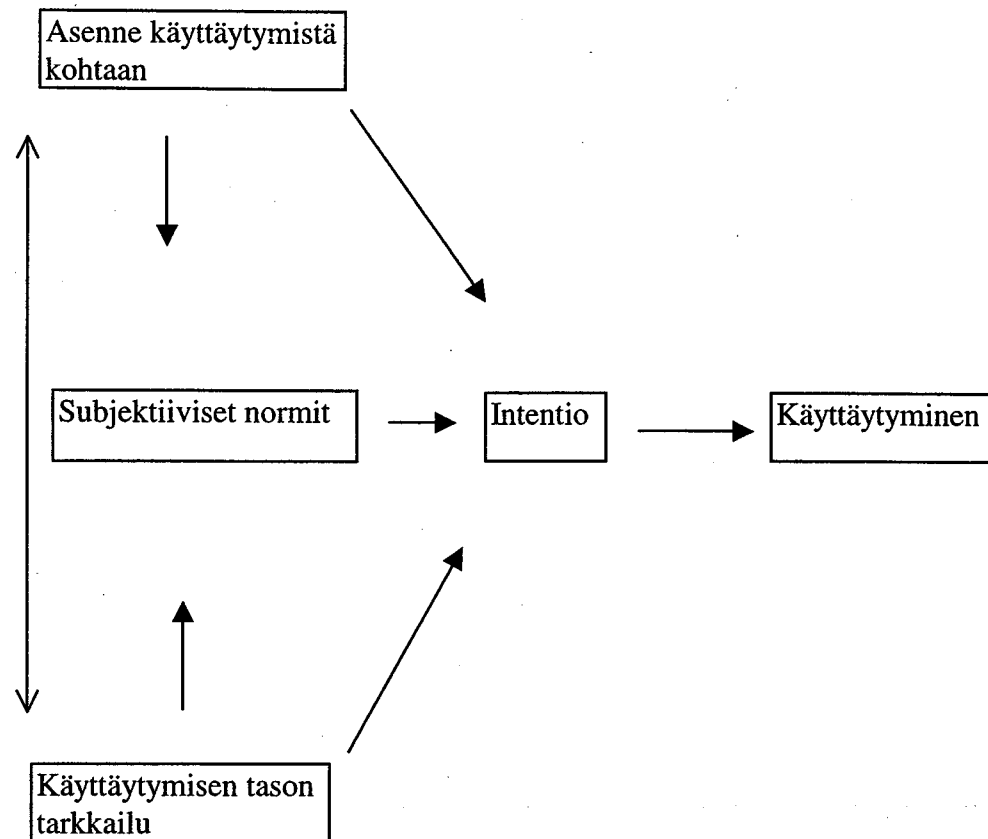 Asenne käyttäytymistä
kohtaan
Subjektiiviset normit
Intentio
Käyttäytyminen
Käyttäytymisen tason
tarkkailu